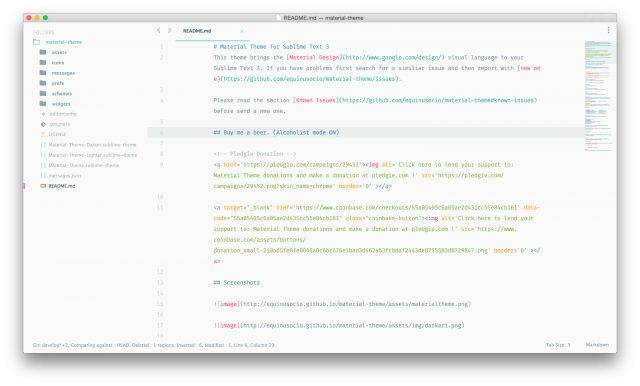 README.md — material-theme
FOLDERS
material-theme
assets
icons
messages
prefs
schemes
widgets
.editorconfig
.gitignore
LICENSE
Material-Theme-Darker.sublime-theme
Material-Theme-Lighter.sublime-theme
Material-Theme.sublime-theme
messages.json
README.md
README.md ×
1 # Material Theme for Sublime Text 3
2 This theme brings the [Material Design](http://www.google.com/design/) visual language to your
Sublime Text 3. If you have problems first search for a similiar issue and then report with [new on
e](https://github.com/equinusocio/material-theme/issues).
3
4 Please read the section [Known Issues](https://github.com/equinusocio/material-theme#known-issues)
before send a new one.
5
6 ## Buy me a beer. (Alcoholist mode ON)
7
8 <!-- Pledgie Donation -->
9 <a href='https://pledgie.com/campaigns/29452'><img alt='Click here to lend your support to:
Material Theme donations and make a donation at pledgie.com !' src='https://pledgie.com/
campaigns/29452.png?skin_name=chrome' border='0' ></a>
10
11 <a target="_blank" href='https://www.coinbase.com/checkouts/ data-
code=" class="coinbase-button"><img alt='Click here to lend your
support to: Material Theme donations and make a donation at pledgie.com !' src='https://www.
coinbase.com/assets/buttons/
border='0' ></
a>
12
13 ## Screenshots
14
15 ![image](http://equinusocio.github.io/material-theme/assets/materialtheme.png)
16
17 ![image](http://equinusocio.github.io/material-theme/assets/img/darker1.png)
18
Git: develop*+2, Comparing against : HEAD, Deleted : 1 regions, Inverted : 6, Modified : 1, Line 6, Column 22
Tab Size: 3
Markdown